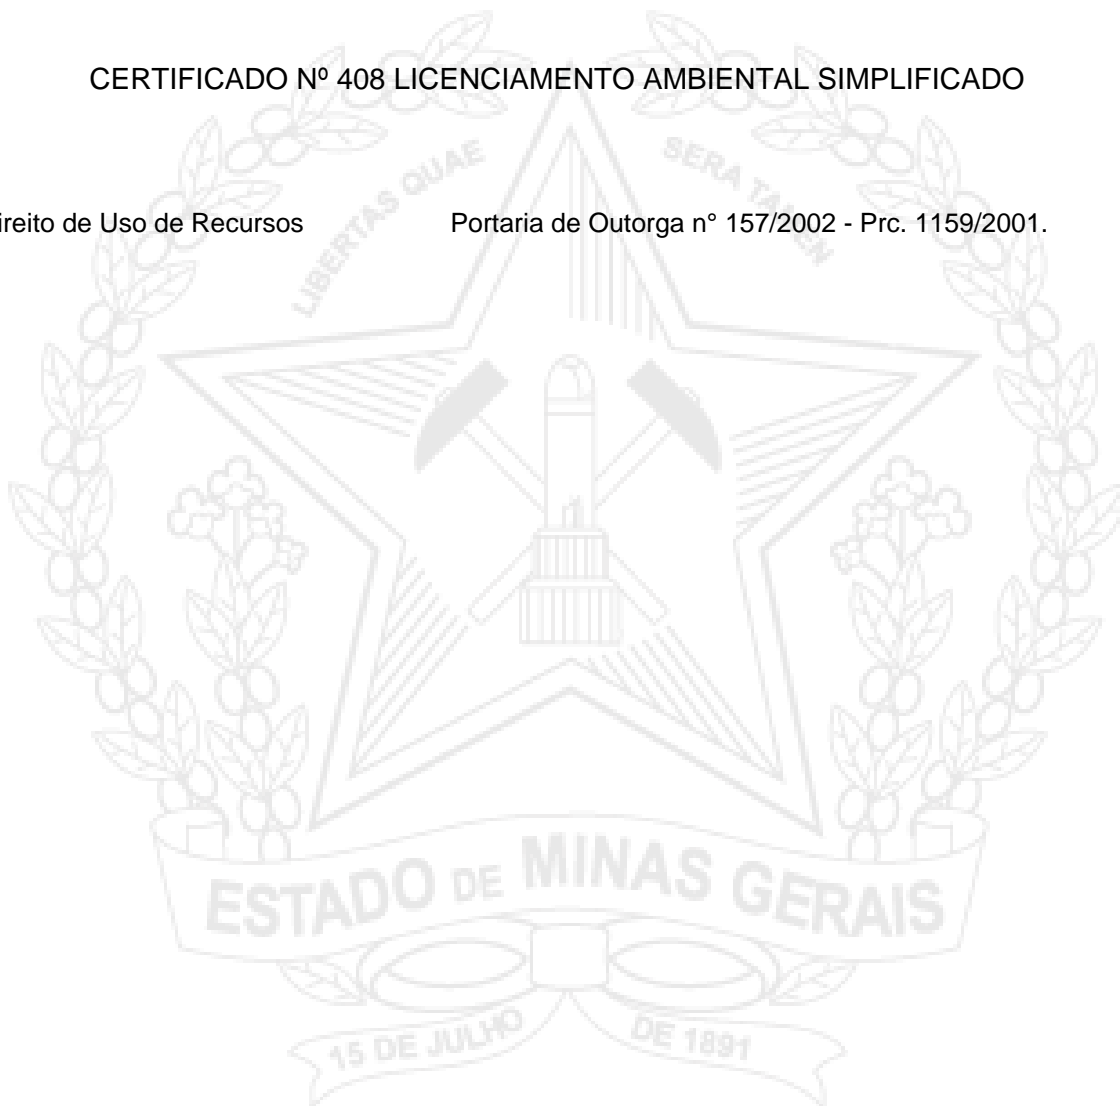 CERTIFICADO Nº 408 LICENCIAMENTO AMBIENTAL SIMPLIFICADO
LIBERTAS QUAE SERA TAMEN
ireito de Uso de Recursos Portaria de Outorga n° 157/2002 - Prc. 1159/2001.
ESTADO DE MINAS GERAIS
15 DE JULHO DE 1891